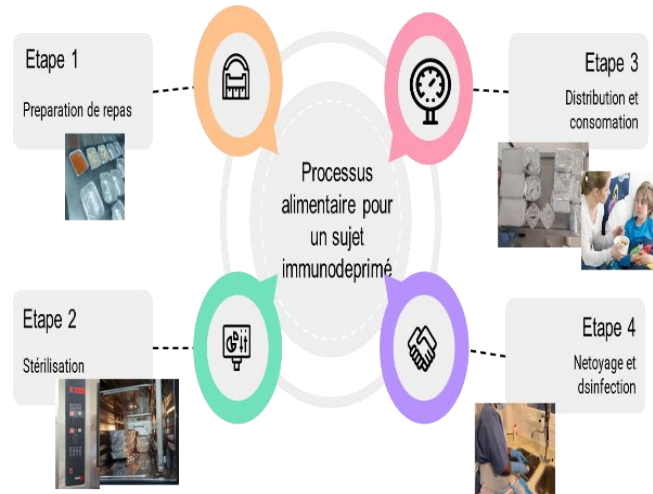 Etape 1
Preparation de repas
Etape 2
Stérilisation
Processus
alimentaire pour
un sujet
immunodeprimé
Etape 3
Distribution et
consomation
Etape 4
Netoyage et
dsinfection